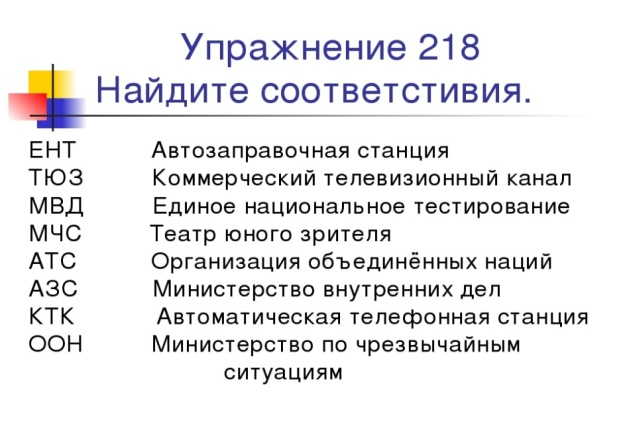 Упражнение 218
Найдите соответстивия.
ЕНТ Автозаправочная станция
ТЮЗ Коммерческий телевизионный канал
МВД Единое национальное тестирование
МЧС Театр юного зрителя
АТС Организация объединённых наций
АЗС Министерство внутренних дел
КТК Автоматическая телефонная станция
ООН Министерство по чрезвычайным
ситуациям